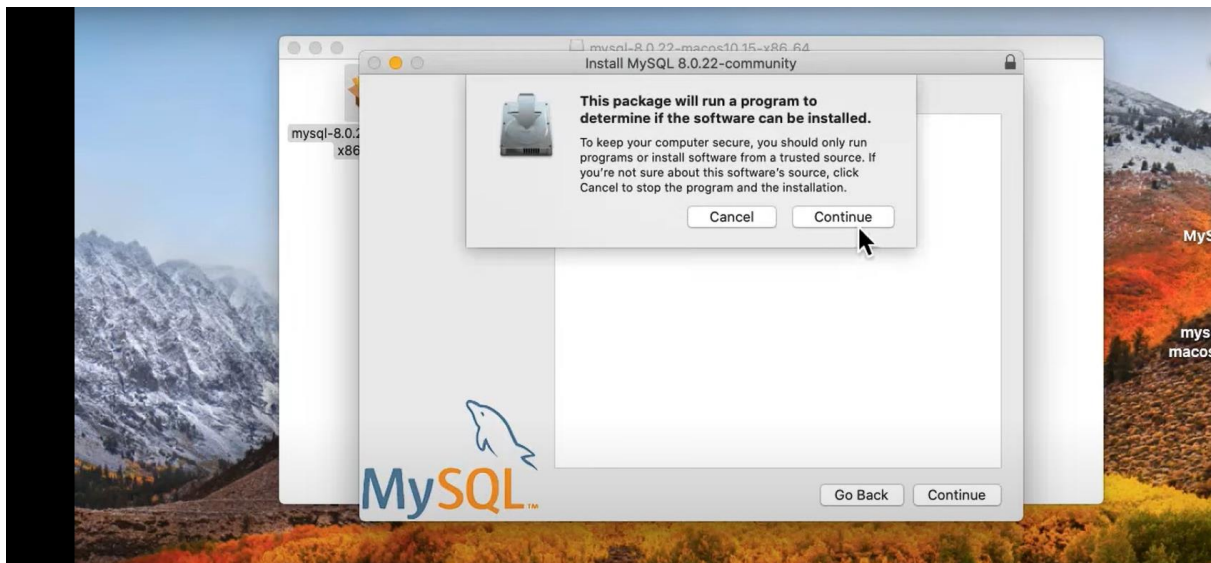 mysql-8.0.22-macos10.15-x86_64
Install MySQL 8.0.22-community
This package will run a program to
determine if the software can be installed.
To keep your computer secure, you should only run
programs or install software from a trusted source. If
you're not sure about this software's source, click
Cancel to stop the program and the installation.
Cancel
Continue
mysql-8.0.2
x86
MyS
mys
macos
MySQL™
Go Back
Continue